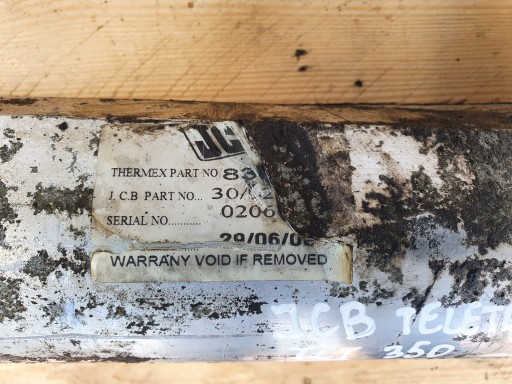 JC
THERMEX PART NO 83
J.C.B PART NO... 30/
SERIAL NO........... 0206
29/06/0
WARRANY VOID IF REMOVED
JCB TELET
350